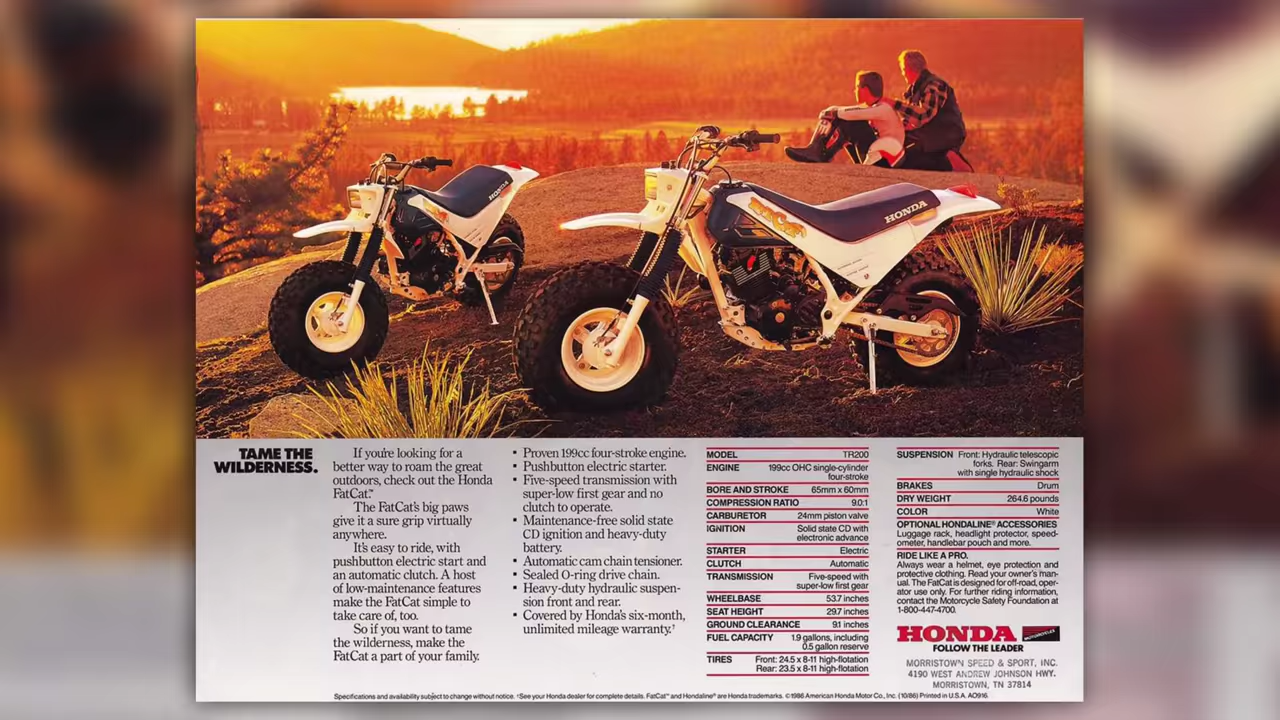 HONDA
FATCAT
HONDA
TAME THE
WILDERNESS.
If you're looking for a
better way to roam the great
outdoors, check out the Honda
FatCat.™
The FatCat's big paws
give it a sure grip virtually
anywhere.
It's easy to ride, with
pushbutton electric start and
an automatic clutch. A host
of low-maintenance features
make the FatCat simple to
take care of, too.
So if you want to tame
the wilderness, make the
FatCat a part of your family.
▪ Proven 199cc four-stroke engine.
▪ Pushbutton electric starter.
▪ Five-speed transmission with
super-low first gear and no
clutch to operate.
▪ Maintenance-free solid state
CD ignition and heavy-duty
battery.
▪ Automatic cam chain tensioner.
▪ Sealed O-ring drive chain.
▪ Heavy-duty hydraulic suspen-
sion front and rear.
▪ Covered by Honda's six-month,
unlimited mileage warranty.†
MODEL TR200
ENGINE 199cc OHC single-cylinder
four-stroke
BORE AND STROKE 65mm x 60mm
COMPRESSION RATIO 9.0:1
CARBURETOR 24mm piston valve
IGNITION Solid state CD with
electronic advance
STARTER Electric
CLUTCH Automatic
TRANSMISSION Five-speed with
super-low first gear
WHEELBASE 53.7 inches
SEAT HEIGHT 29.7 inches
GROUND CLEARANCE 9.1 inches
FUEL CAPACITY 1.9 gallons, including
0.5 gallon reserve
TIRES Front: 24.5 x 8-11 high-flotation
Rear: 23.5 x 8-11 high-flotation
SUSPENSION Front: Hydraulic telescopic
forks. Rear: Swingarm
with single hydraulic shock
BRAKES Drum
DRY WEIGHT 264.6 pounds
COLOR White
OPTIONAL HONDALINE® ACCESSORIES
Luggage rack, headlight protector, speed-
ometer, handlebar pouch and more.
RIDE LIKE A PRO.
Always wear a helmet, eye protection and
protective clothing. Read your owner's man-
ual. The FatCat is designed for off-road, oper-
ator use only. For further riding information,
contact the Motorcycle Safety Foundation at
1-800-447-4700.
HONDA MOTORCYCLES
FOLLOW THE LEADER
MORRISTOWN SPEED & SPORT, INC.
4190 WEST ANDREW JOHNSON HWY.
MORRISTOWN, TN 37814
Specifications and availability subject to change without notice. †See your Honda dealer for complete details. FatCat™ and Hondaline® are Honda trademarks. ©1986 American Honda Motor Co., Inc. (10/86) Printed in U.S.A. A0916.